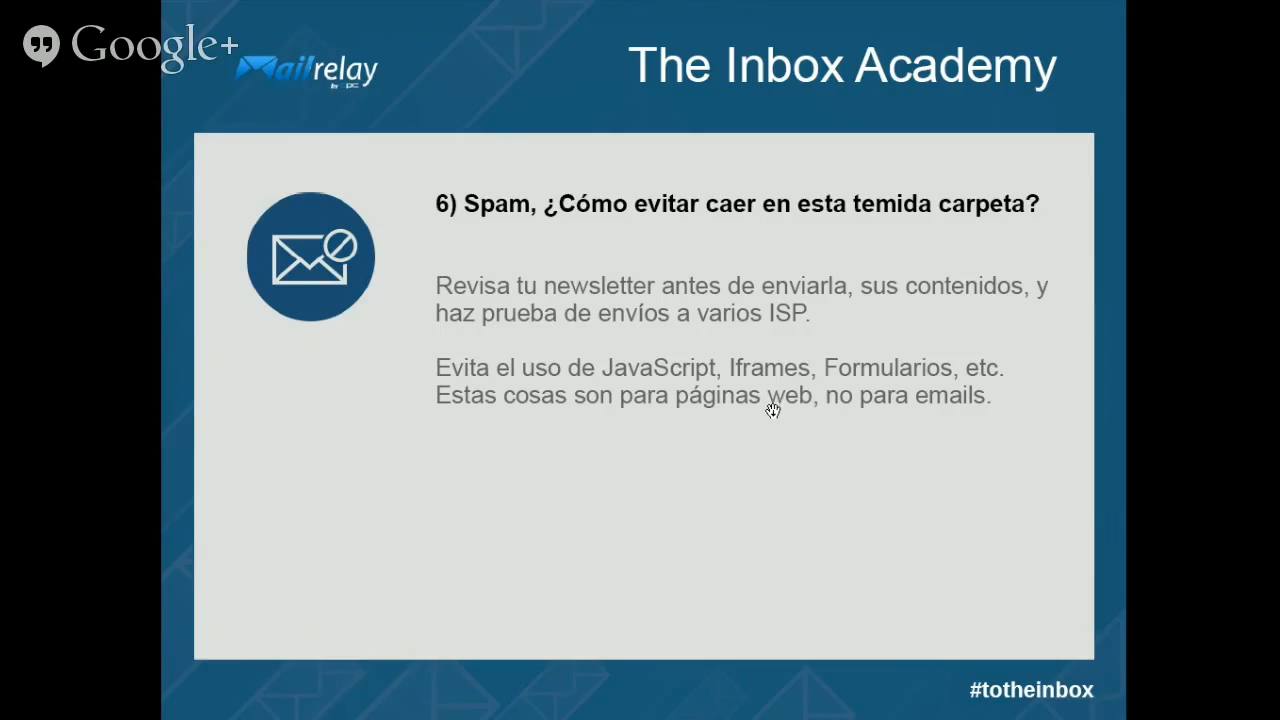 Google+
Mailrelay
The Inbox Academy
6) Spam, ¿Cómo evitar caer en esta temida carpeta?
Revisa tu newsletter antes de enviarla, sus contenidos, y
haz prueba de envíos a varios ISP.
Evita el uso de JavaScript, Iframes, Formularios, etc.
Estas cosas son para páginas web, no para emails.
#totheinbox